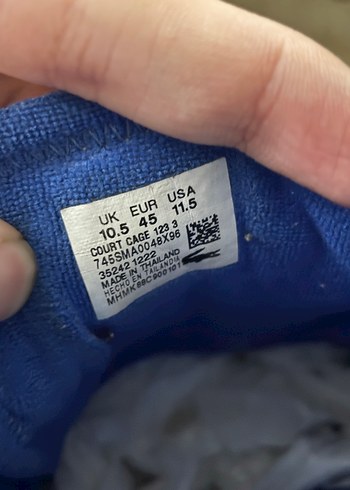 UK EUR USA
10.5 45 11.5
COURT CAGE 123 3
745SMA0048X96
35242 1222
MADE IN THAILAND
HECHO EN TAILANDIA
MHMK88C900101